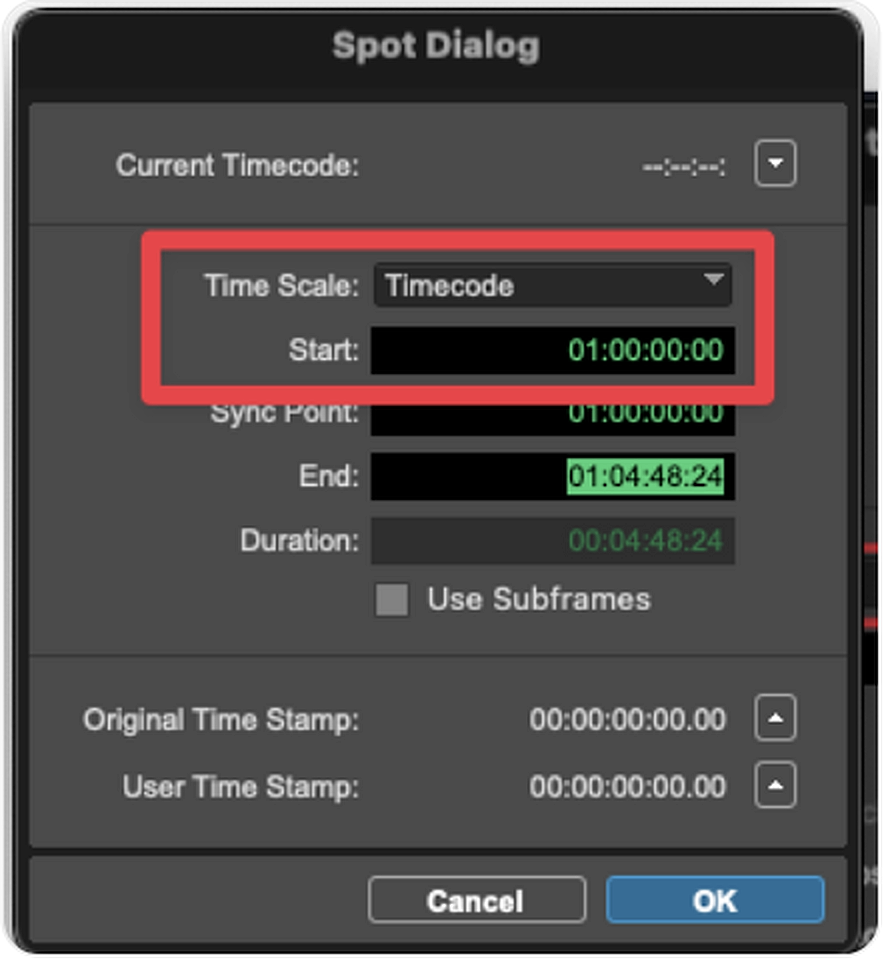 Spot Dialog
Current Timecode: --:--:--:
Time Scale: Timecode
Start: 01:00:00:00
Sync Point: 01:00:00:00
End: 01:04:48:24
Duration: 00:04:48:24
Use Subframes
Original Time Stamp: 00:00:00:00.00
User Time Stamp: 00:00:00:00.00
Cancel OK